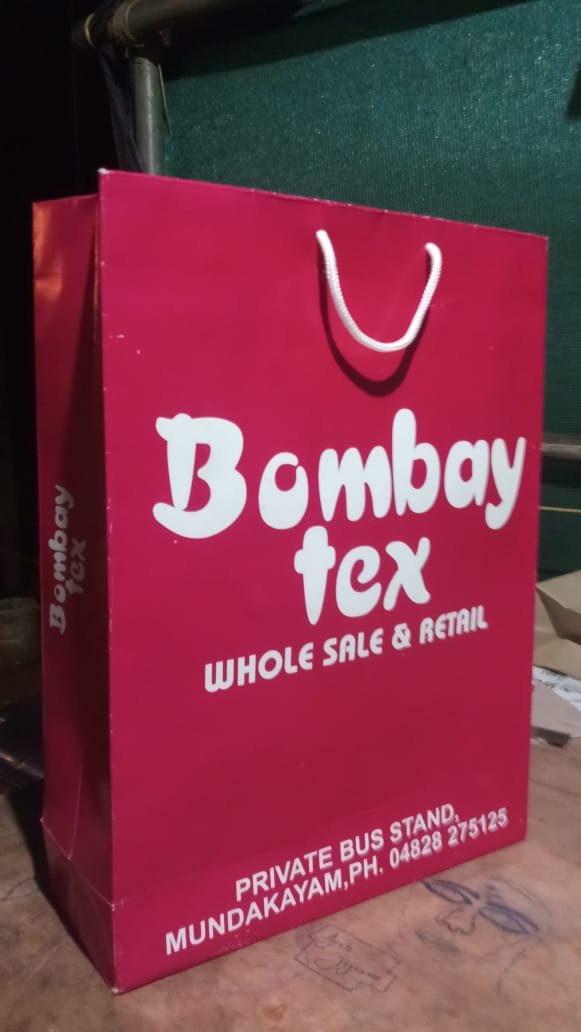 Bombay
tex
WHOLE SALE & RETAIL
PRIVATE BUS STAND,
MUNDAKAYAM,PH. 04828 275125
Bombay
tex